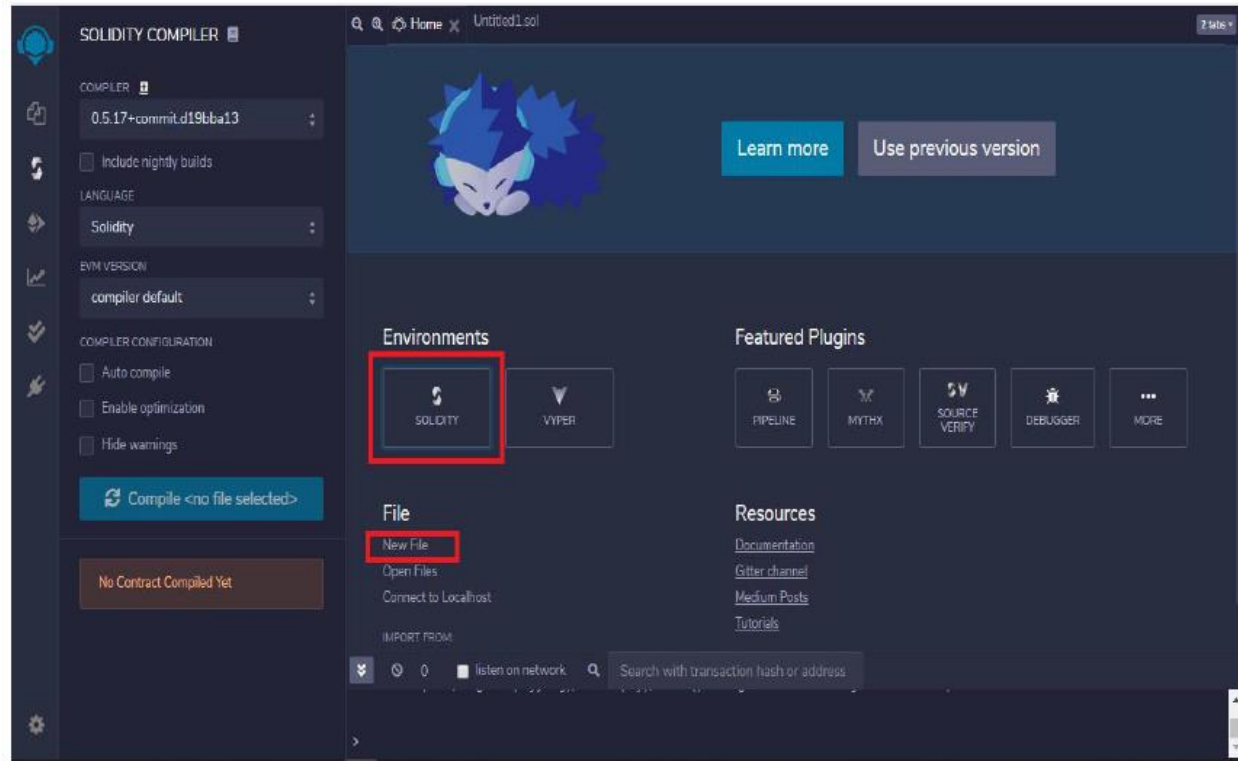 SOLIDITY COMPILER
COMPILER
0.5.17+commit.d19bba13
Include nightly builds
LANGUAGE
Solidity
EVM VERSION
compiler default
COMPILER CONFIGURATION
Auto compile
Enable optimization
Hide warnings
Compile <no file selected>
No Contract Compiled Yet
Home
Untitled1.sol
2 tabs
Learn more
Use previous version
Environments
SOLIDITY
VYPER
Featured Plugins
PIPELINE
MYTHX
SOURCE
VERIFY
DEBUGGER
MORE
File
New File
Open Files
Connect to Localhost
IMPORT FROM:
Resources
Documentation
Gitter channel
Medium Posts
Tutorials
0
listen on network
Search with transaction hash or address
>